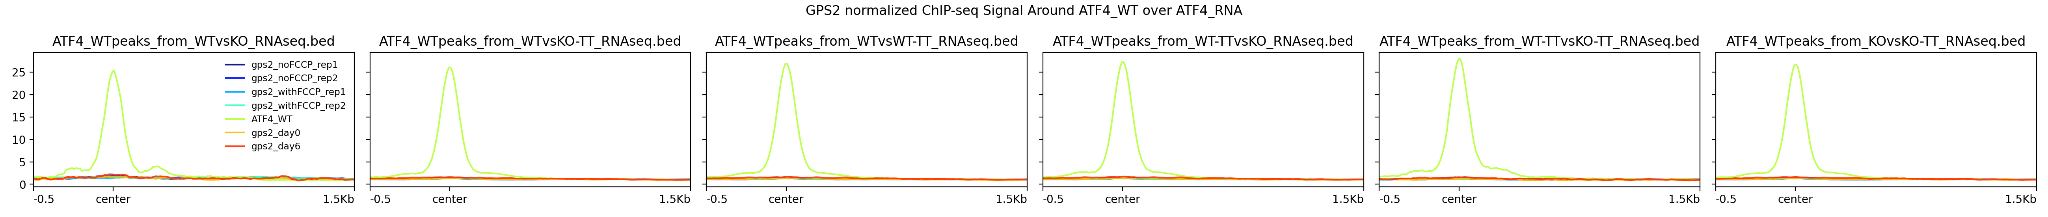 GPS2 normalized ChIP-seq Signal Around ATF4_WT over ATF4_RNA
ATF4_WTpeaks_from_WTvsKO_RNAseq.bed
ATF4_WTpeaks_from_WTvsKO-TT_RNAseq.bed
ATF4_WTpeaks_from_WTvsWT-TT_RNAseq.bed
ATF4_WTpeaks_from_WT-TTvsKO_RNAseq.bed
ATF4_WTpeaks_from_WT-TTvsKO-TT_RNAseq.bed
ATF4_WTpeaks_from_KOvsKO-TT_RNAseq.bed
25
20
15
10
5
0
gps2_noFCCP_rep1
gps2_noFCCP_rep2
gps2_withFCCP_rep1
gps2_withFCCP_rep2
ATF4_WT
gps2_day0
gps2_day6
-0.5 center 1.5Kb
-0.5 center 1.5Kb
-0.5 center 1.5Kb
-0.5 center 1.5Kb
-0.5 center 1.5Kb
-0.5 center 1.5Kb